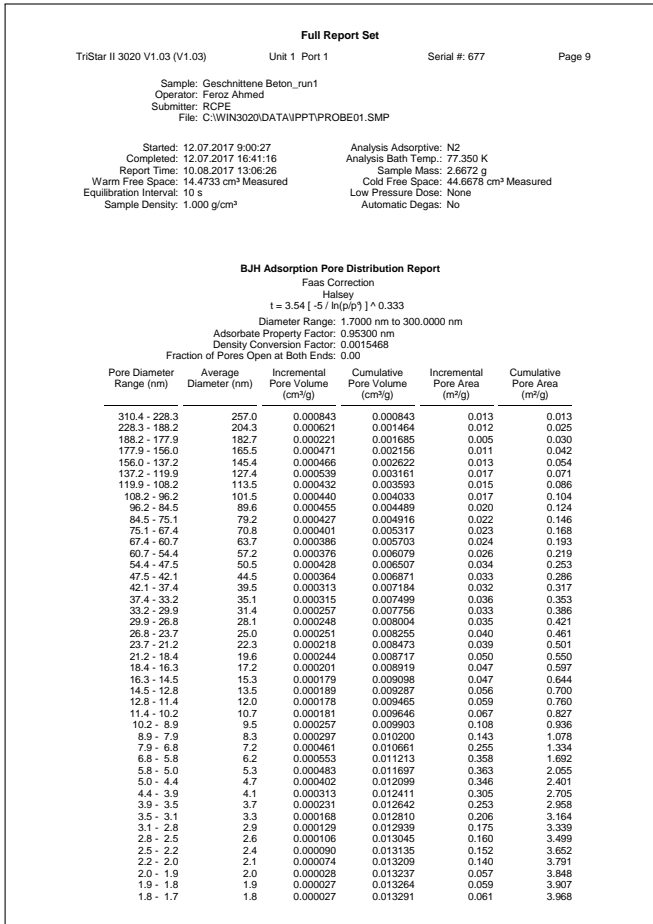 Full Report Set
TriStar II 3020 V1.03 (V1.03) Unit 1 Port 1 Serial #: 677 Page 9
Sample: Geschnittene Beton_run1
Operator: Feroz Ahmed
Submitter: RCPE
File: C:\WIN3020\DATA\IPPT\PROBE01.SMP
Started: 12.07.2017 9:00:27 Analysis Adsorptive: N2
Completed: 12.07.2017 16:41:16 Analysis Bath Temp.: 77.350 K
Report Time: 10.08.2017 13:06:26 Sample Mass: 2.6672 g
Warm Free Space: 14.4733 cm³ Measured Cold Free Space: 44.6678 cm³ Measured
Equilibration Interval: 10 s Low Pressure Dose: None
Sample Density: 1.000 g/cm³ Automatic Degas: No
BJH Adsorption Pore Distribution Report
Faas Correction
Halsey
t = 3.54 [ -5 / ln(p/p°) ] ^ 0.333
Diameter Range: 1.7000 nm to 300.0000 nm
Adsorbate Property Factor: 0.95300 nm
Density Conversion Factor: 0.0015468
Fraction of Pores Open at Both Ends: 0.00
Pore Diameter Average Incremental Cumulative Incremental Cumulative
Range (nm) Diameter (nm) Pore Volume Pore Volume Pore Area Pore Area
(cm³/g) (cm³/g) (m²/g) (m²/g)
310.4 - 228.3 257.0 0.000843 0.000843 0.013 0.013
228.3 - 188.2 204.3 0.000621 0.001464 0.012 0.025
188.2 - 177.9 182.7 0.000221 0.001685 0.005 0.030
177.9 - 156.0 165.5 0.000471 0.002156 0.011 0.042
156.0 - 137.2 145.4 0.000466 0.002622 0.013 0.054
137.2 - 119.9 127.4 0.000539 0.003161 0.017 0.071
119.9 - 108.2 113.5 0.000432 0.003593 0.015 0.086
108.2 - 96.2 101.5 0.000440 0.004033 0.017 0.104
96.2 - 84.5 89.6 0.000455 0.004489 0.020 0.124
84.5 - 75.1 79.2 0.000427 0.004916 0.022 0.146
75.1 - 67.4 70.8 0.000401 0.005317 0.023 0.168
67.4 - 60.7 63.7 0.000386 0.005703 0.024 0.193
60.7 - 54.4 57.2 0.000376 0.006079 0.026 0.219
54.4 - 47.5 50.5 0.000428 0.006507 0.034 0.253
47.5 - 42.1 44.5 0.000364 0.006871 0.033 0.286
42.1 - 37.4 39.5 0.000313 0.007184 0.032 0.317
37.4 - 33.2 35.1 0.000315 0.007499 0.036 0.353
33.2 - 29.9 31.4 0.000257 0.007756 0.033 0.386
29.9 - 26.8 28.1 0.000248 0.008004 0.035 0.421
26.8 - 23.7 25.0 0.000251 0.008255 0.040 0.461
23.7 - 21.2 22.3 0.000218 0.008473 0.039 0.501
21.2 - 18.4 19.6 0.000244 0.008717 0.050 0.550
18.4 - 16.3 17.2 0.000201 0.008919 0.047 0.597
16.3 - 14.5 15.3 0.000179 0.009098 0.047 0.644
14.5 - 12.8 13.5 0.000189 0.009287 0.056 0.700
12.8 - 11.4 12.0 0.000178 0.009465 0.059 0.760
11.4 - 10.2 10.7 0.000181 0.009646 0.067 0.827
10.2 - 8.9 9.5 0.000257 0.009903 0.108 0.936
8.9 - 7.9 8.3 0.000297 0.010200 0.143 1.078
7.9 - 6.8 7.2 0.000461 0.010661 0.255 1.334
6.8 - 5.8 6.2 0.000553 0.011213 0.358 1.692
5.8 - 5.0 5.3 0.000483 0.011697 0.363 2.055
5.0 - 4.4 4.7 0.000402 0.012099 0.346 2.401
4.4 - 3.9 4.1 0.000313 0.012411 0.305 2.705
3.9 - 3.5 3.7 0.000231 0.012642 0.253 2.958
3.5 - 3.1 3.3 0.000168 0.012810 0.206 3.164
3.1 - 2.8 2.9 0.000129 0.012939 0.175 3.339
2.8 - 2.5 2.6 0.000106 0.013045 0.160 3.499
2.5 - 2.2 2.4 0.000090 0.013135 0.152 3.652
2.2 - 2.0 2.1 0.000074 0.013209 0.140 3.791
2.0 - 1.9 2.0 0.000028 0.013237 0.057 3.848
1.9 - 1.8 1.9 0.000027 0.013264 0.059 3.907
1.8 - 1.7 1.8 0.000027 0.013291 0.061 3.968